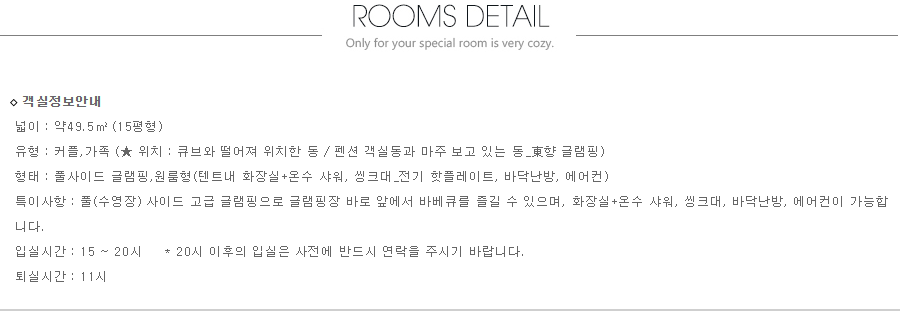 ROOMS DETAIL
Only for your special room is very cozy.
◇ 객실정보안내
넓이 : 약49.5㎡ (15평형)
유형 : 커플,가족 (★ 위치 : 큐브와 떨어져 위치한 동 / 펜션 객실동과 마주 보고 있는 동_東향 글램핑)
형태 : 풀사이드 글램핑,원룸형(텐트내 화장실+온수 샤워, 씽크대_전기 핫플레이트, 바닥난방, 에어컨)
특이사항 : 풀(수영장) 사이드 고급 글램핑으로 글램핑장 바로 앞에서 바베큐를 즐길 수 있으며, 화장실+온수 샤워, 씽크대, 바닥난방, 에어컨이 가능합
니다.
입실시간 : 15 ~ 20시 * 20시 이후의 입실은 사전에 반드시 연락을 주시기 바랍니다.
퇴실시간 : 11시